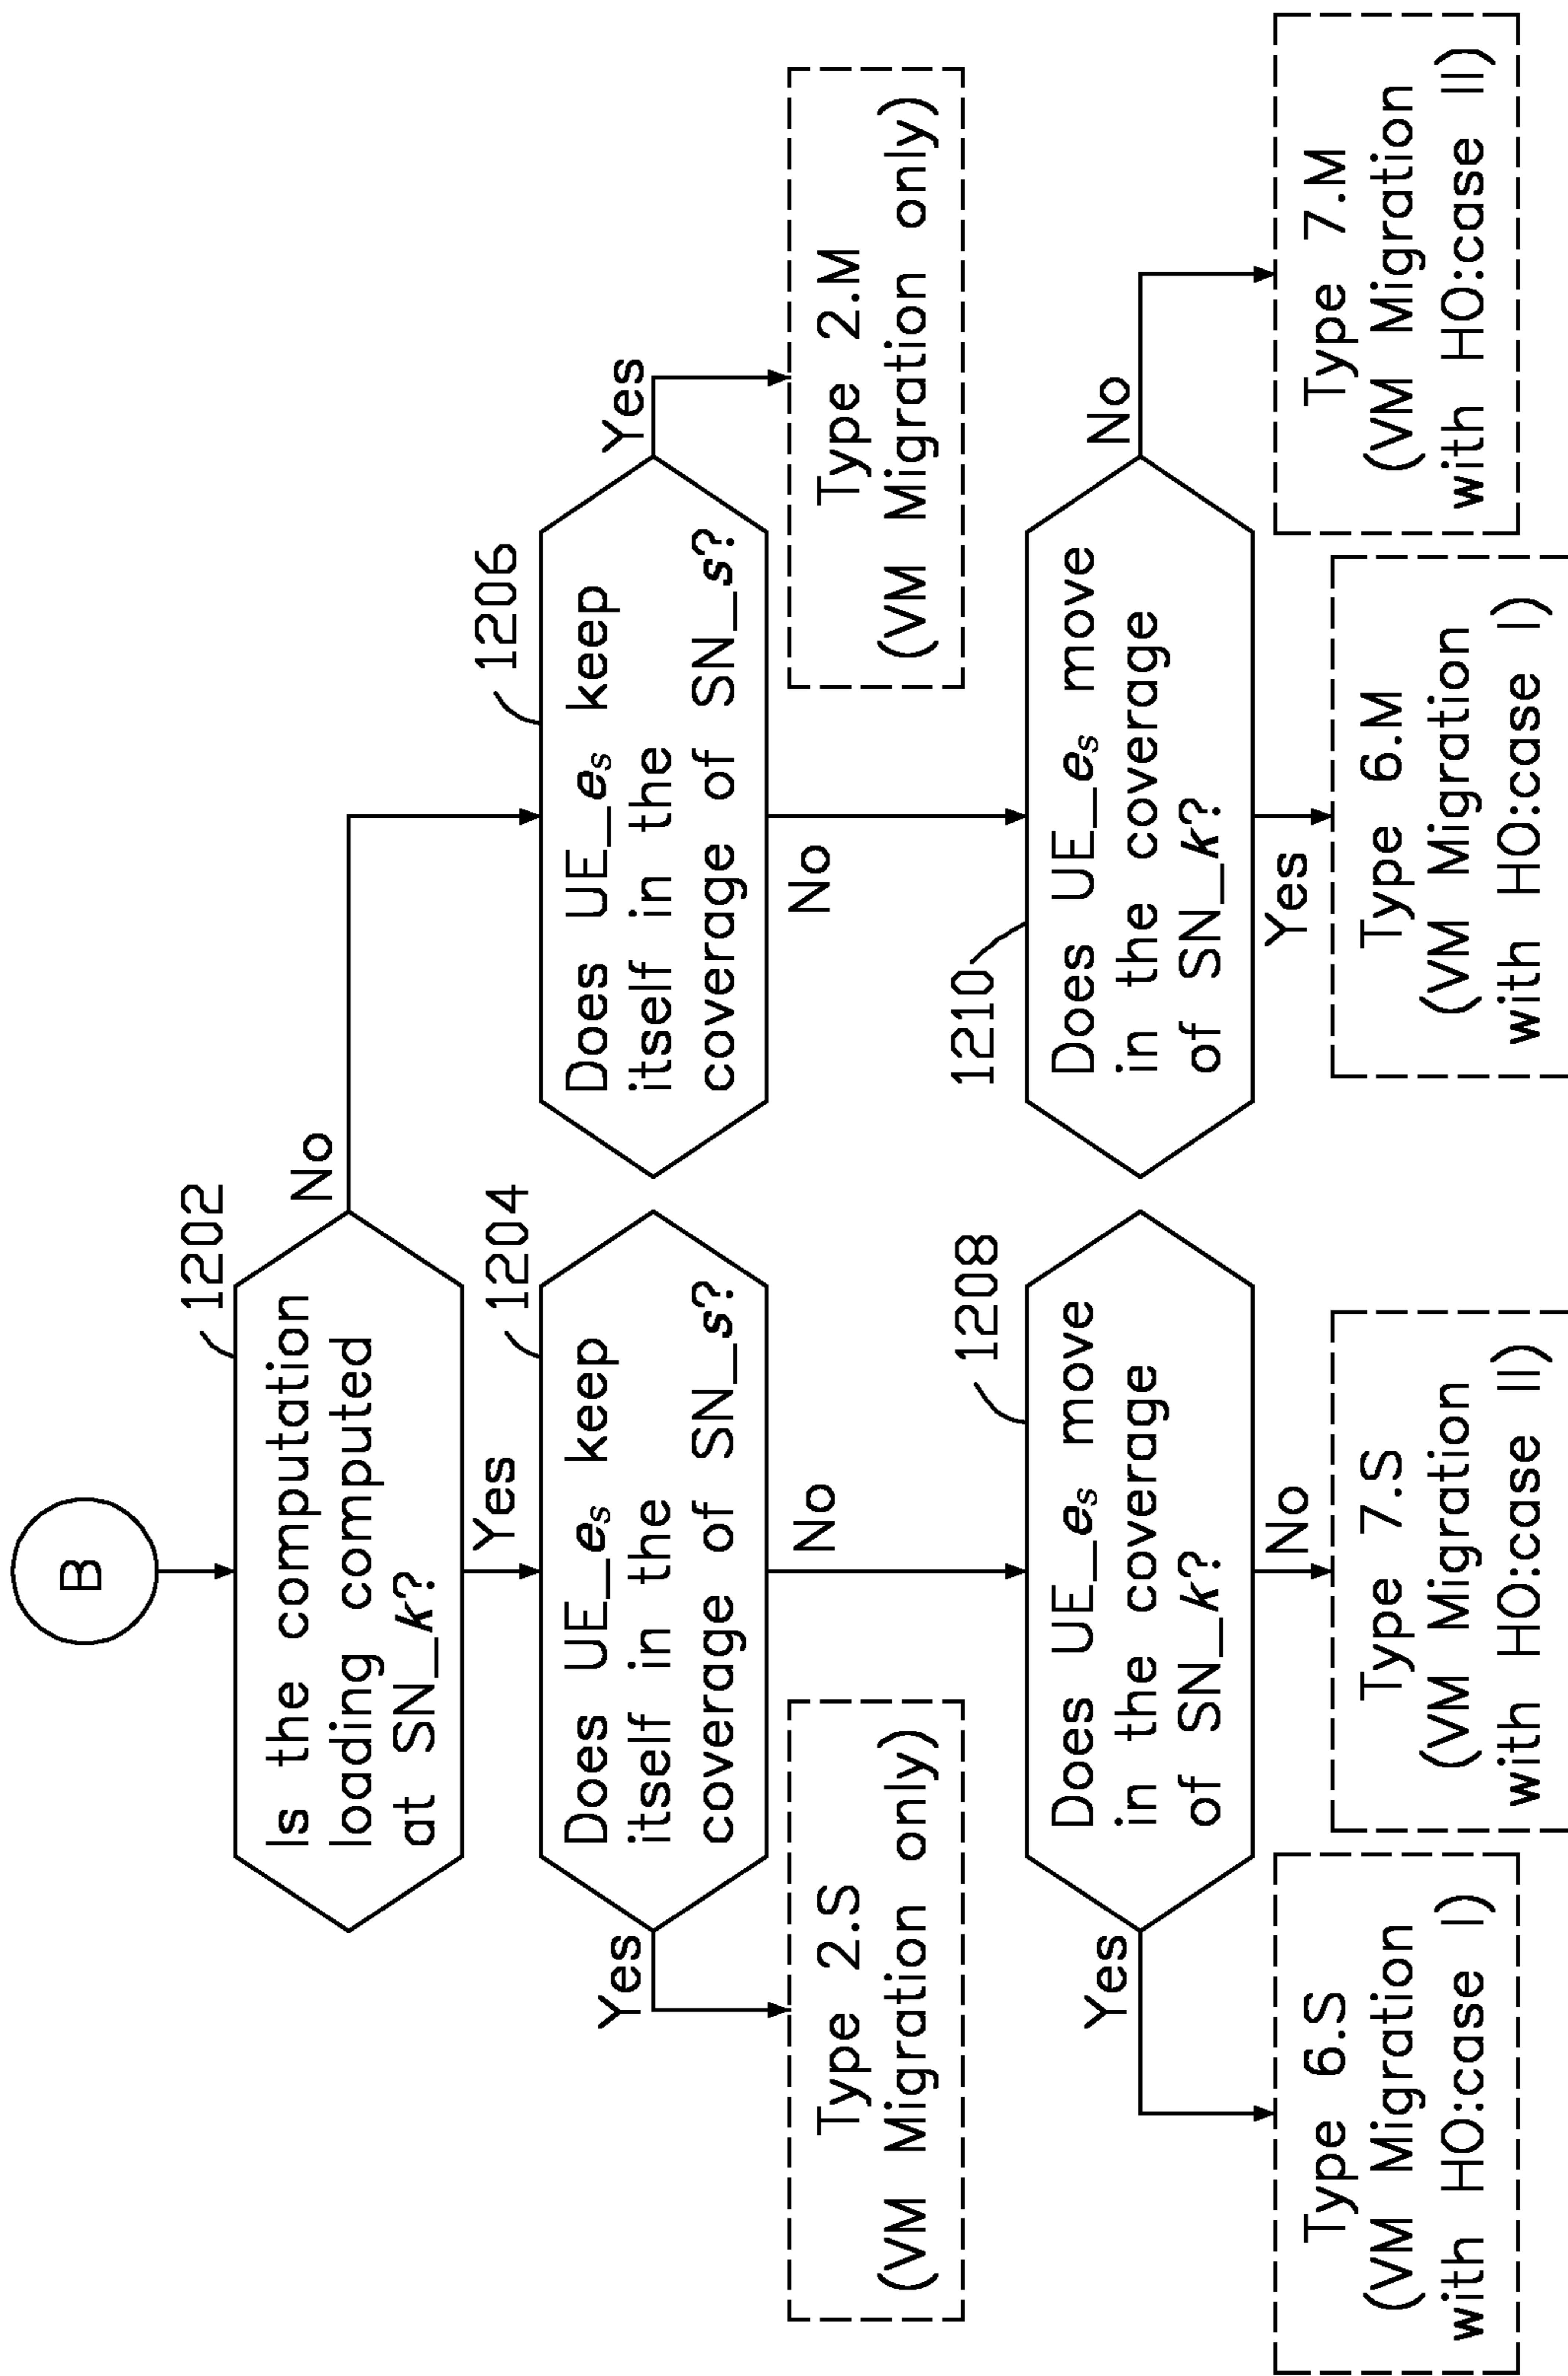 B
1202
Is the computation
loading computed
at SN_k?
Yes
No
1204
Does UE_es keep
itself in the
coverage of SN_s?
1206
Does UE_es keep
itself in the
coverage of SN_s?
Yes
No
No
Yes
Type 2.S
(VM Migration only)
Type 2.M
(VM Migration only)
1208
Does UE_es move
in the coverage
of SN_k?
1210
Does UE_es move
in the coverage
of SN_k?
Yes
No
Yes
No
Type 6.S
(VM Migration
with HO:case I)
Type 7.S
(VM Migration
with HO:case II)
Type 6.M
(VM Migration
with HO:case I)
Type 7.M
(VM Migration
with HO:case II)